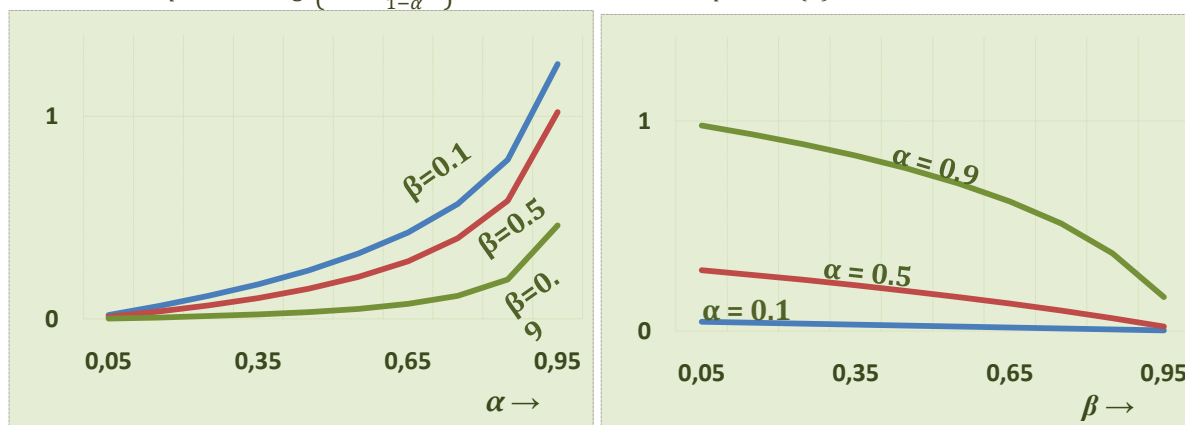 1−α
1
β=0.1
β=0.5
β=0.
9
0
0,05 0,35 0,65 0,95
α →
1
α = 0.9
α = 0.5
α = 0.1
0
0,05 0,35 0,65 0,95
β →